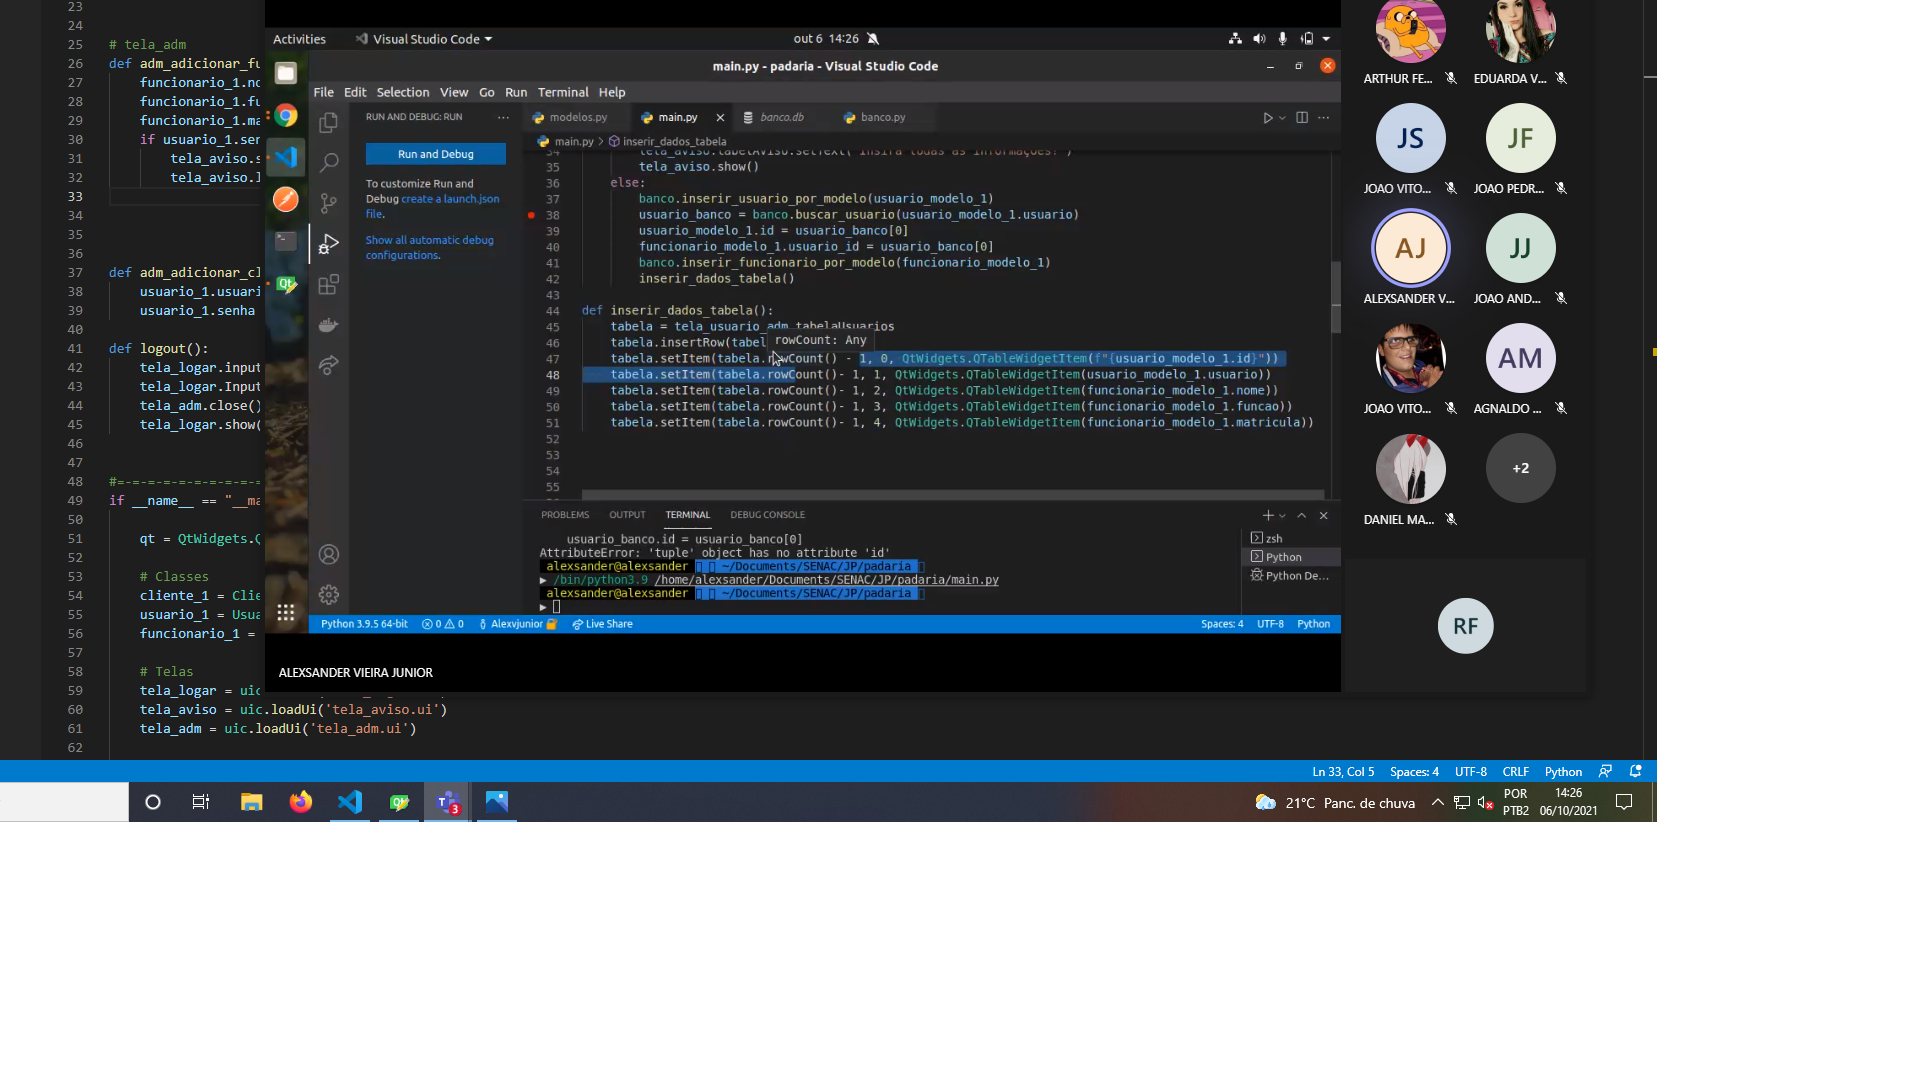 23
24
25 # tela_adm
26 def adm_adicionar_fu
27 funcionario_1.no
28 funcionario_1.fu
29 funcionario_1.ma
30 if usuario_1.sen
31 tela_aviso.s
32 tela_aviso.l
33
34
35
36
37 def adm_adicionar_cl
38 usuario_1.usuari
39 usuario_1.senha
40
41 def logout():
42 tela_logar.input
43 tela_logar.Input
44 tela_adm.close()
45 tela_logar.show(
46
47
48 #=-=-=-=-=-=-=-=-=-=
49 if __name__ == "__ma
50
51 qt = QtWidgets.Q
52
53 # Classes
54 cliente_1 = Clie
55 usuario_1 = Usua
56 funcionario_1 =
57
58 # Telas
59 tela_logar = uic
60 tela_aviso = uic.loadUi('tela_aviso.ui')
61 tela_adm = uic.loadUi('tela_adm.ui')
62
Activities Visual Studio Code out 6 14:26
main.py - padaria - Visual Studio Code
File Edit Selection View Go Run Terminal Help
RUN AND DEBUG: RUN ···
Run and Debug
To customize Run and
Debug create a launch.json
file.
Show all automatic debug
configurations.
modelos.py main.py banco.db banco.py
main.py > inserir_dados_tabela
34 tela_aviso.labelAviso.setText("Insira todas as informações!")
35 tela_aviso.show()
36 else:
37 banco.inserir_usuario_por_modelo(usuario_modelo_1)
38 usuario_banco = banco.buscar_usuario(usuario_modelo_1.usuario)
39 usuario_modelo_1.id = usuario_banco[0]
40 funcionario_modelo_1.usuario_id = usuario_banco[0]
41 banco.inserir_funcionario_por_modelo(funcionario_modelo_1)
42 inserir_dados_tabela()
43
44 def inserir_dados_tabela():
45 tabela = tela_usuario_adm.tabelaUsuarios
46 tabela.insertRow(tabe
rowCount: Any
47 tabela.setItem(tabela.rowCount() - 1, 0, QtWidgets.QTableWidgetItem(f"{usuario_modelo_1.id}"))
48 tabela.setItem(tabela.rowCount()- 1, 1, QtWidgets.QTableWidgetItem(usuario_modelo_1.usuario))
49 tabela.setItem(tabela.rowCount()- 1, 2, QtWidgets.QTableWidgetItem(funcionario_modelo_1.nome))
50 tabela.setItem(tabela.rowCount()- 1, 3, QtWidgets.QTableWidgetItem(funcionario_modelo_1.funcao))
51 tabela.setItem(tabela.rowCount()- 1, 4, QtWidgets.QTableWidgetItem(funcionario_modelo_1.matricula))
52
53
54
55
PROBLEMS OUTPUT TERMINAL DEBUG CONSOLE
usuario_banco.id = usuario_banco[0]
AttributeError: 'tuple' object has no attribute 'id'
alexsander@alexsander ~/Documents/SENAC/JP/padaria
/bin/python3.9 /home/alexsander/Documents/SENAC/JP/padaria/main.py
alexsander@alexsander ~/Documents/SENAC/JP/padaria
zsh
Python
Python De...
Python 3.9.5 64-bit 0 0 Alexvjunior Live Share Spaces: 4 UTF-8 Python
ALEXSANDER VIEIRA JUNIOR
ARTHUR FE... EDUARDA V...
JS JF
JOAO VITO... JOAO PEDR...
AJ JJ
ALEXSANDER V... JOAO AND...
AM
JOAO VITO... AGNALDO ...
+2
DANIEL MA...
RF
Ln 33, Col 5 Spaces: 4 UTF-8 CRLF Python
Qt T 3 21°C Panc. de chuva POR 14:26
PTB2 06/10/2021